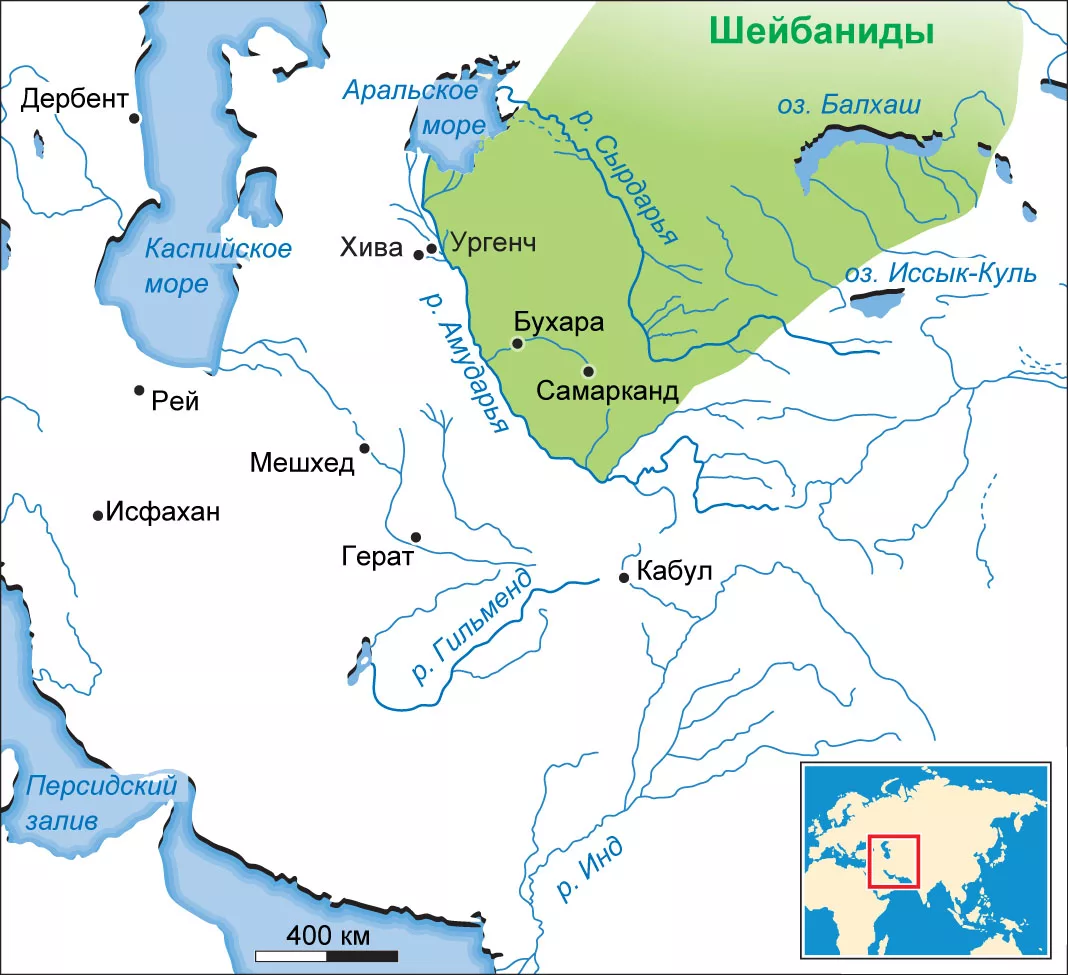 Шейбаниды
Дербент
Аральское
море
оз. Балхаш
р. Сырдарья
Каспийское
море
Хива
Ургенч
оз. Иссык-Куль
р. Амударья
Бухара
Самарканд
Рей
Мешхед
Исфахан
Герат
Кабул
р. Гильменд
Персидский
залив
р. Инд
400 км